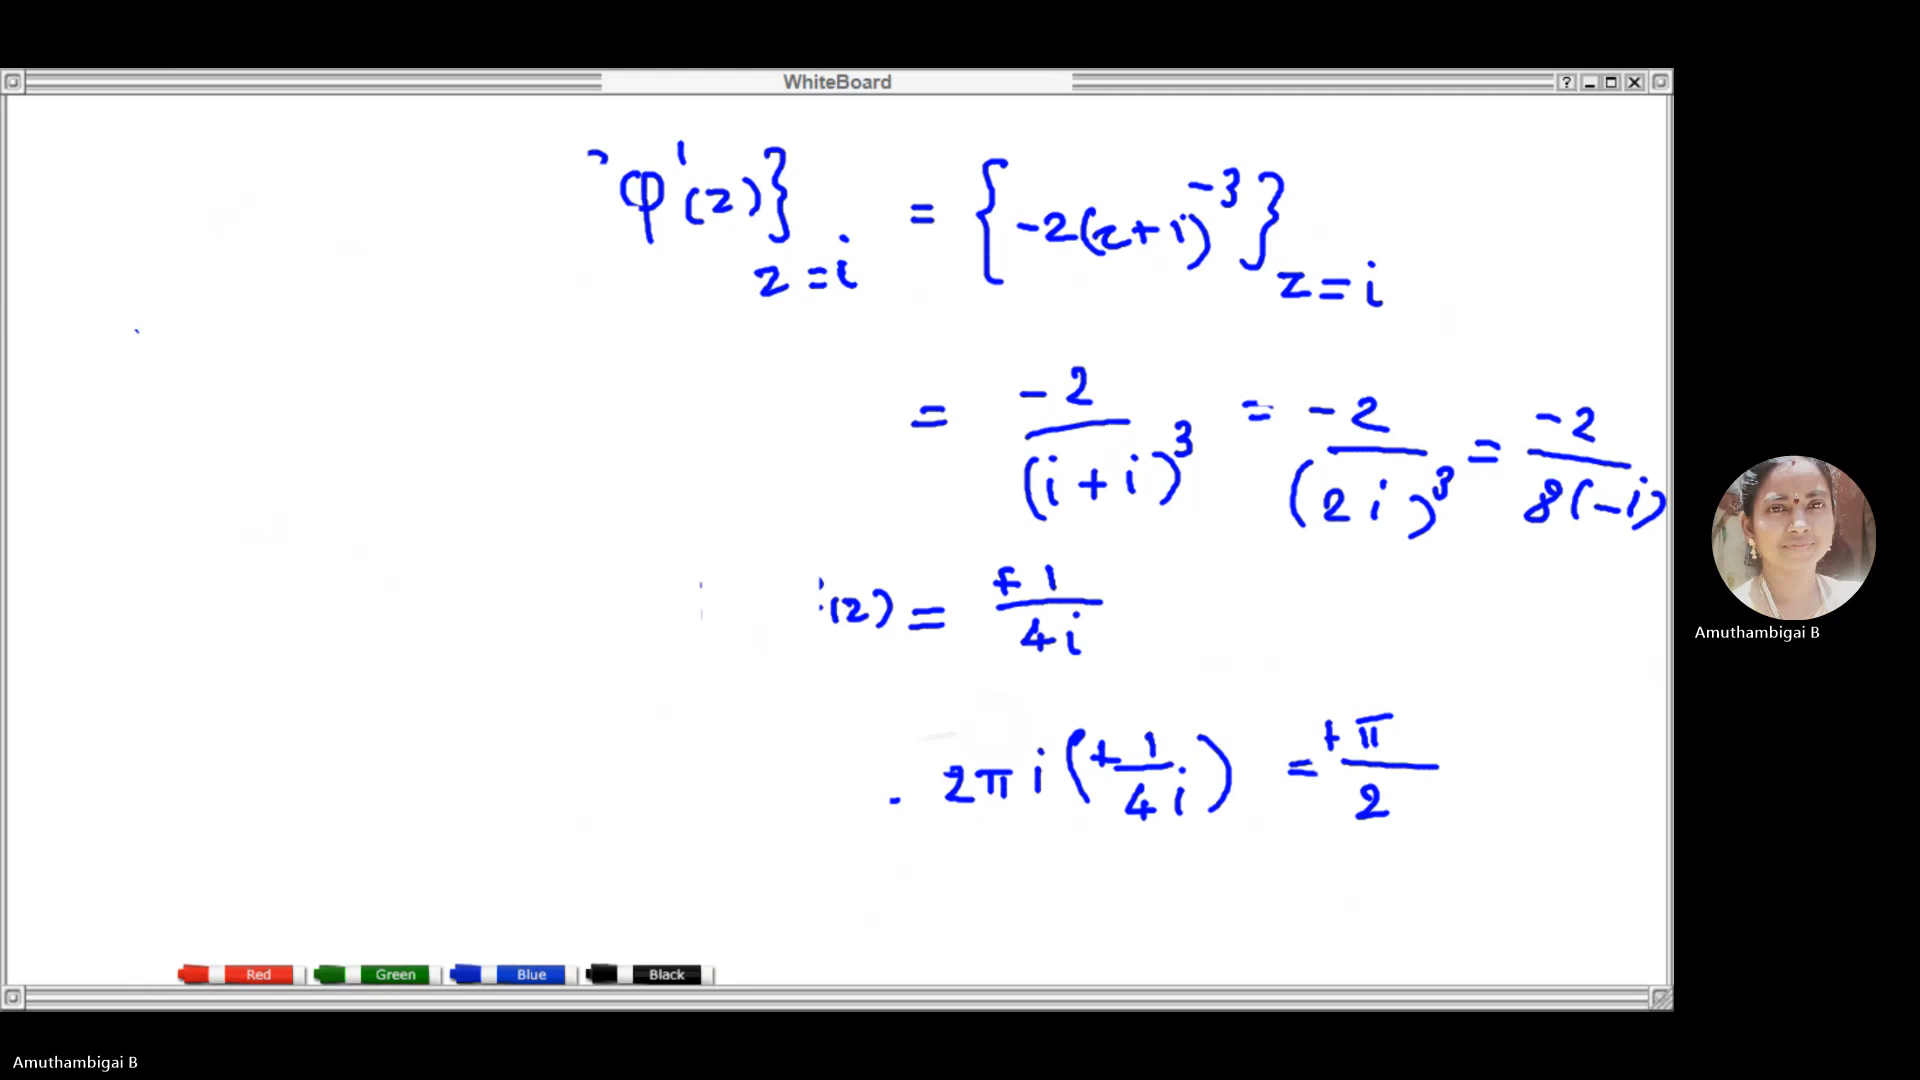 WhiteBoard
φ'(z)} z=i = {-2(z+i)^-3} z=i
= -2/(i+i)^3 = -2/(2i)^3 = -2/8(-i)
(z) = +1/4i
2πi(+1/4i) = +π/2
Amuthambigai B
Red Green Blue Black
Amuthambigai B